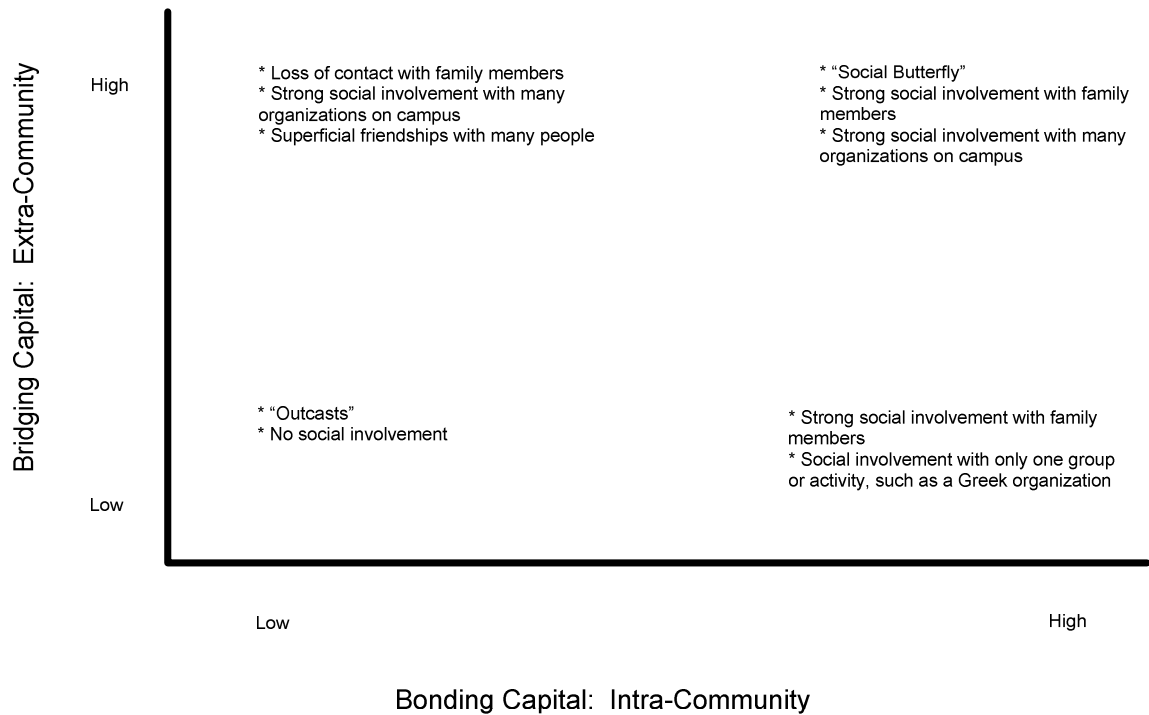 Bridging Capital:  Extra-Community
High
* Loss of contact with family members
* Strong social involvement with many
organizations on campus
* Superficial friendships with many people
* “Social Butterfly”
* Strong social involvement with family
members
* Strong social involvement with many
organizations on campus
* “Outcasts”
* No social involvement
* Strong social involvement with family
members
* Social involvement with only one group
or activity, such as a Greek organization
Low
Low
High
Bonding Capital:  Intra-Community